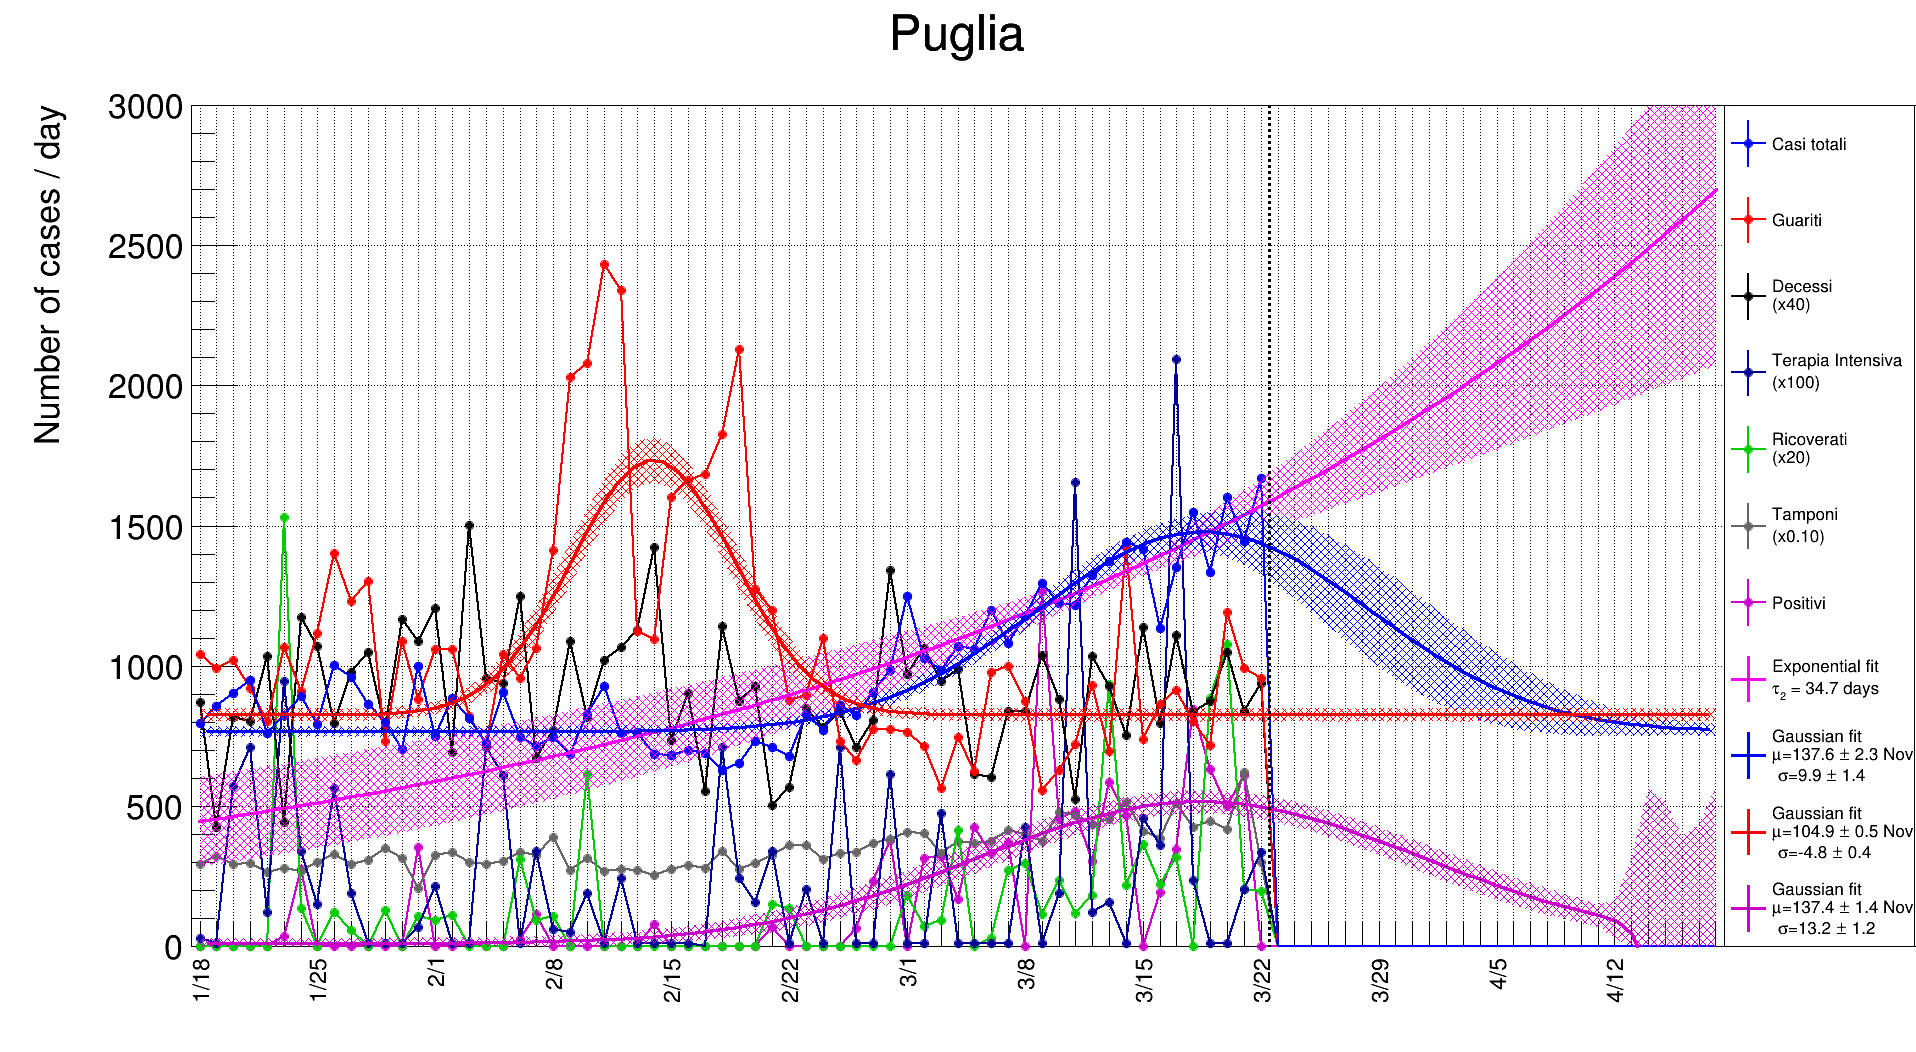 Puglia
Number of cases / day
3000
2500
2000
1500
1000
500
0
1/18
1/25
2/1
2/8
2/15
2/22
3/1
3/8
3/15
3/22
3/29
4/5
4/12
Casi totali
Guariti
Decessi
(x40)
Terapia Intensiva
(x100)
Ricoverati
(x20)
Tamponi
(x0.10)
Positivi
Exponential fit
τ2 = 34.7 days
Gaussian fit
μ=137.6 ± 2.3 Nov
σ=9.9 ± 1.4
Gaussian fit
μ=104.9 ± 0.5 Nov
σ=-4.8 ± 0.4
Gaussian fit
μ=137.4 ± 1.4 Nov
σ=13.2 ± 1.2